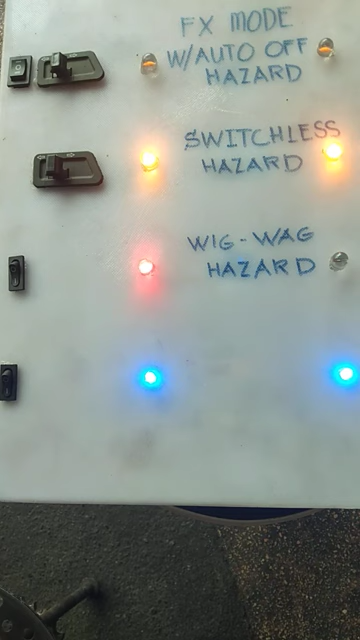 FX MODE
W/AUTO OFF
HAZARD
SWITCHLESS
HAZARD
WIG-WAG
HAZARD